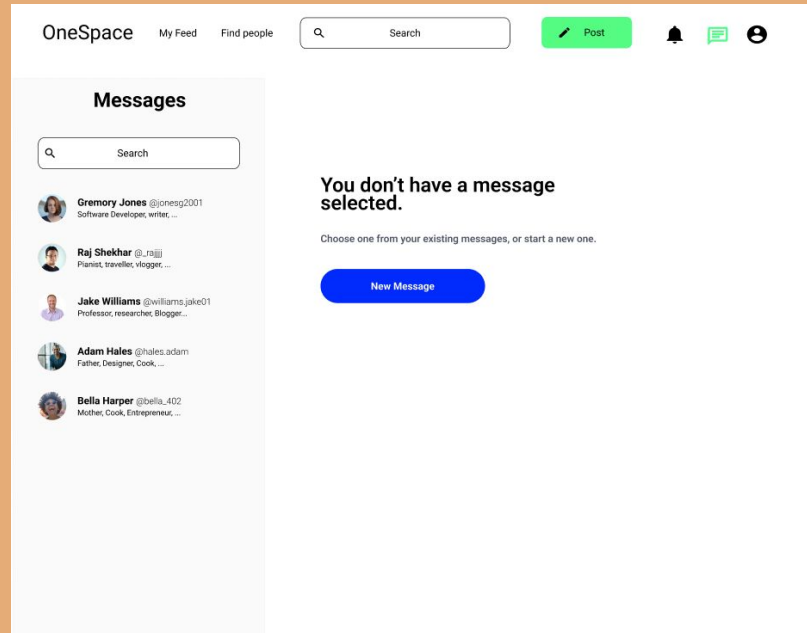 OneSpace My Feed Find people Search Post
Messages
Search
Gremory Jones @jonesg2001
Software Developer, writer, ...
Raj Shekhar @_rajjjj
Pianist, traveller, vlogger, ...
Jake Williams @williams.jake01
Professor, researcher, Blogger...
Adam Hales @hales.adam
Father, Designer, Cook, ...
Bella Harper @bella_402
Mother, Cook, Entrepreneur, ...
You don’t have a message
selected.
Choose one from your existing messages, or start a new one.
New Message